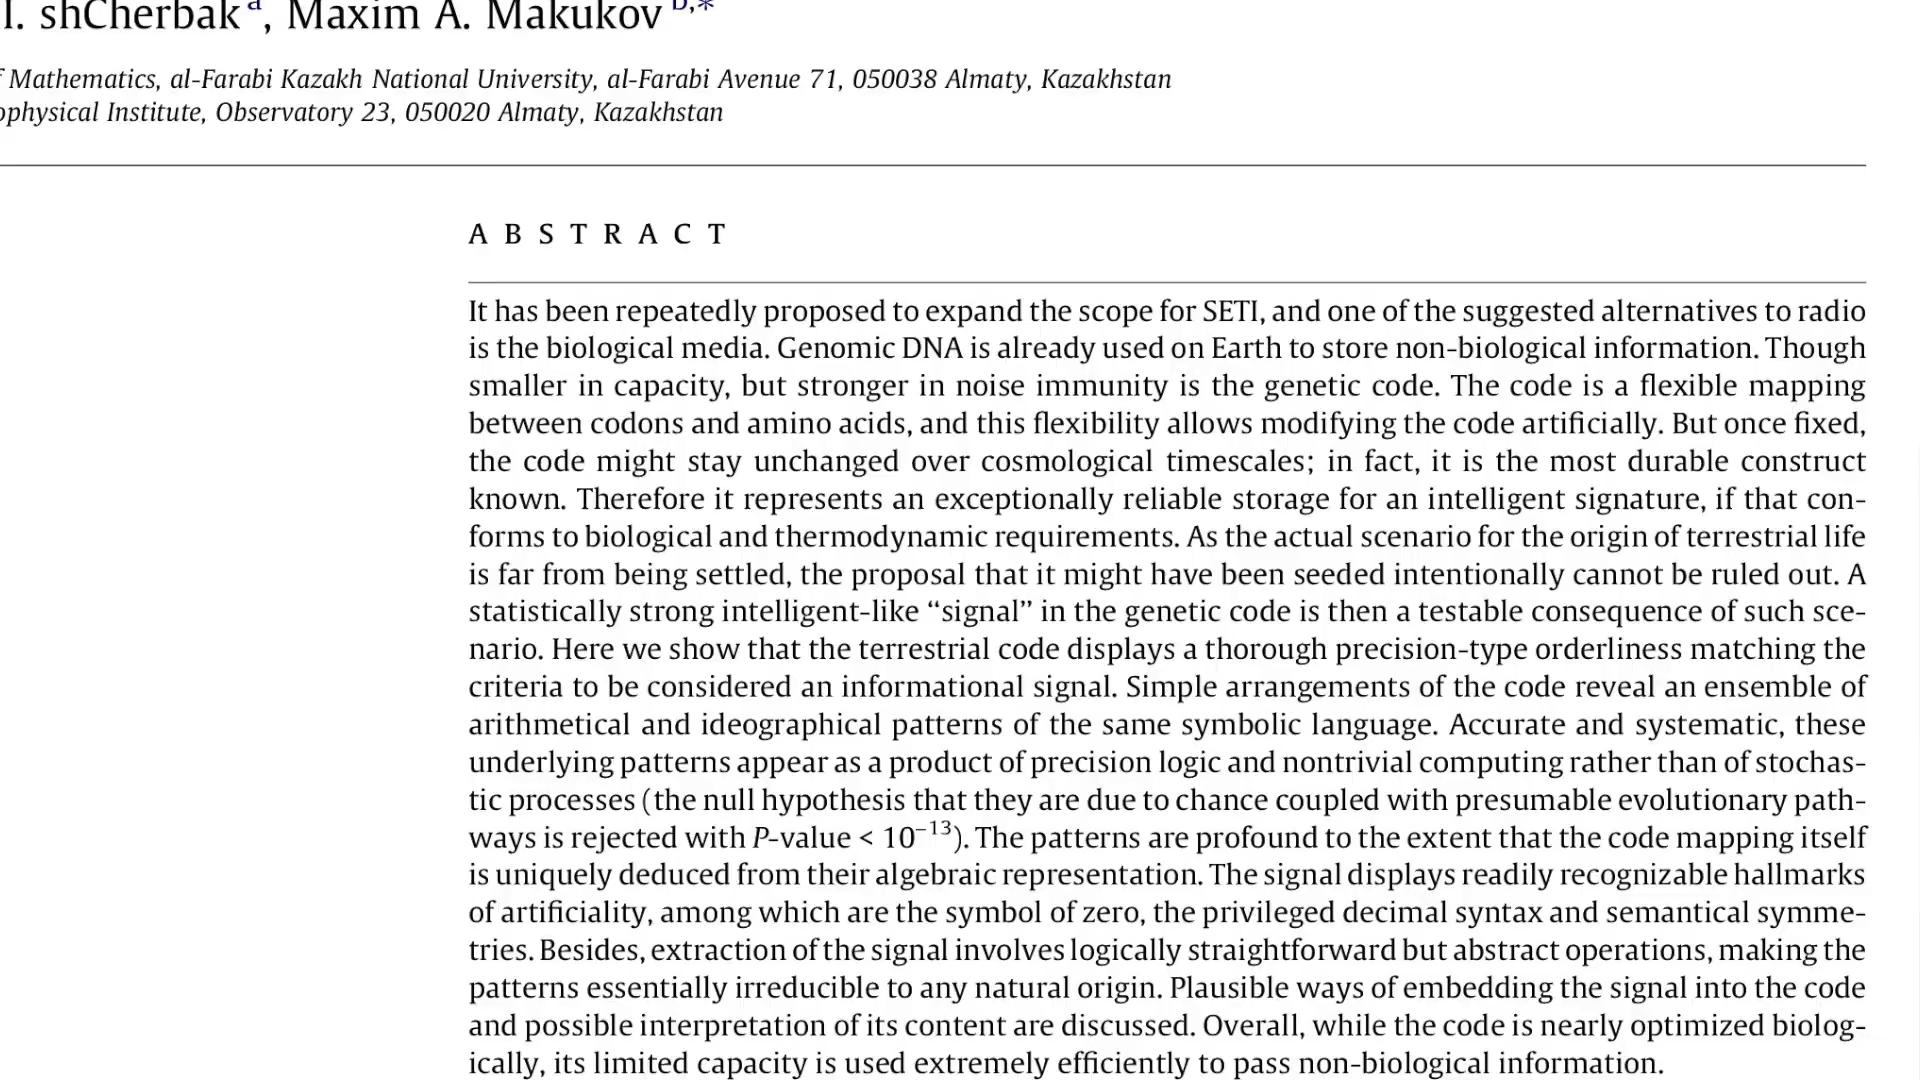 I. shCherbak a, Maxim A. Makukov b,*
f Mathematics, al-Farabi Kazakh National University, al-Farabi Avenue 71, 050038 Almaty, Kazakhstan
ophysical Institute, Observatory 23, 050020 Almaty, Kazakhstan
A B S T R A C T
It has been repeatedly proposed to expand the scope for SETI, and one of the suggested alternatives to radio
is the biological media. Genomic DNA is already used on Earth to store non-biological information. Though
smaller in capacity, but stronger in noise immunity is the genetic code. The code is a flexible mapping
between codons and amino acids, and this flexibility allows modifying the code artificially. But once fixed,
the code might stay unchanged over cosmological timescales; in fact, it is the most durable construct
known. Therefore it represents an exceptionally reliable storage for an intelligent signature, if that con-
forms to biological and thermodynamic requirements. As the actual scenario for the origin of terrestrial life
is far from being settled, the proposal that it might have been seeded intentionally cannot be ruled out. A
statistically strong intelligent-like “signal” in the genetic code is then a testable consequence of such sce-
nario. Here we show that the terrestrial code displays a thorough precision-type orderliness matching the
criteria to be considered an informational signal. Simple arrangements of the code reveal an ensemble of
arithmetical and ideographical patterns of the same symbolic language. Accurate and systematic, these
underlying patterns appear as a product of precision logic and nontrivial computing rather than of stochas-
tic processes (the null hypothesis that they are due to chance coupled with presumable evolutionary path-
ways is rejected with P-value < 10⁻¹³). The patterns are profound to the extent that the code mapping itself
is uniquely deduced from their algebraic representation. The signal displays readily recognizable hallmarks
of artificiality, among which are the symbol of zero, the privileged decimal syntax and semantical symme-
tries. Besides, extraction of the signal involves logically straightforward but abstract operations, making the
patterns essentially irreducible to any natural origin. Plausible ways of embedding the signal into the code
and possible interpretation of its content are discussed. Overall, while the code is nearly optimized biolog-
ically, its limited capacity is used extremely efficiently to pass non-biological information.